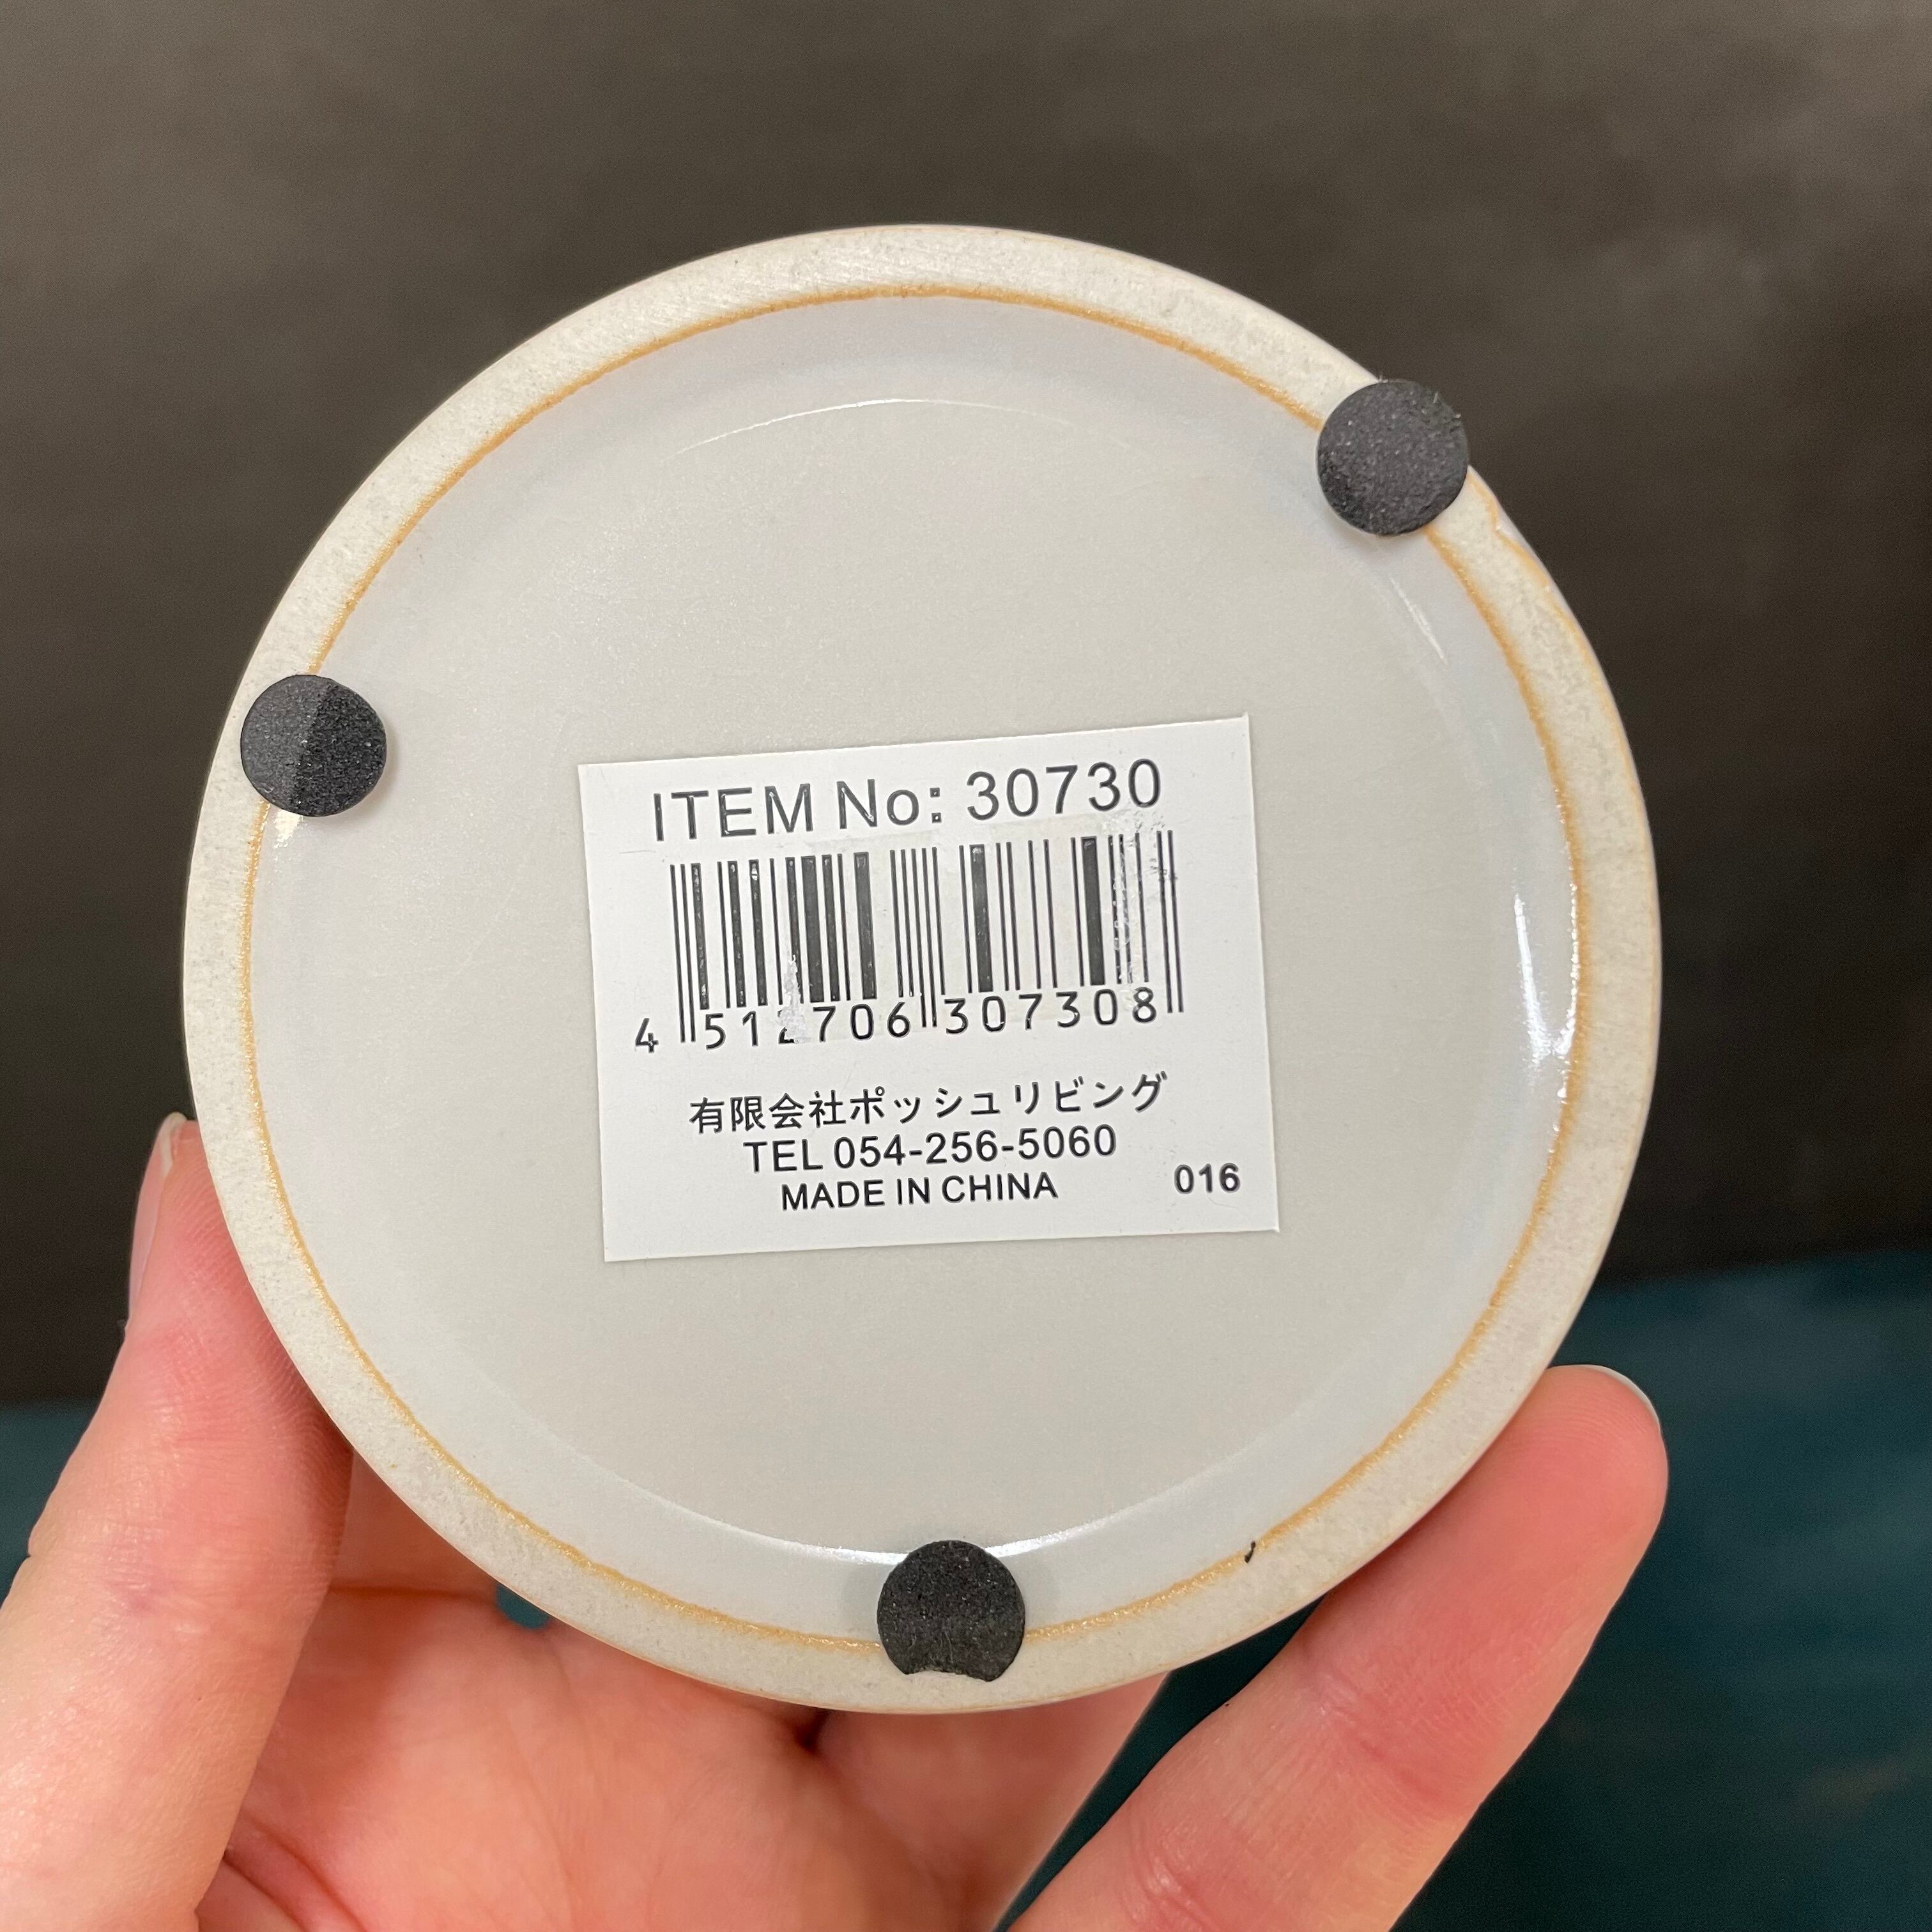 ITEM No: 30730
4 512706 307308
有限会社ポッシュリビング
TEL 054-256-5060
MADE IN CHINA
016